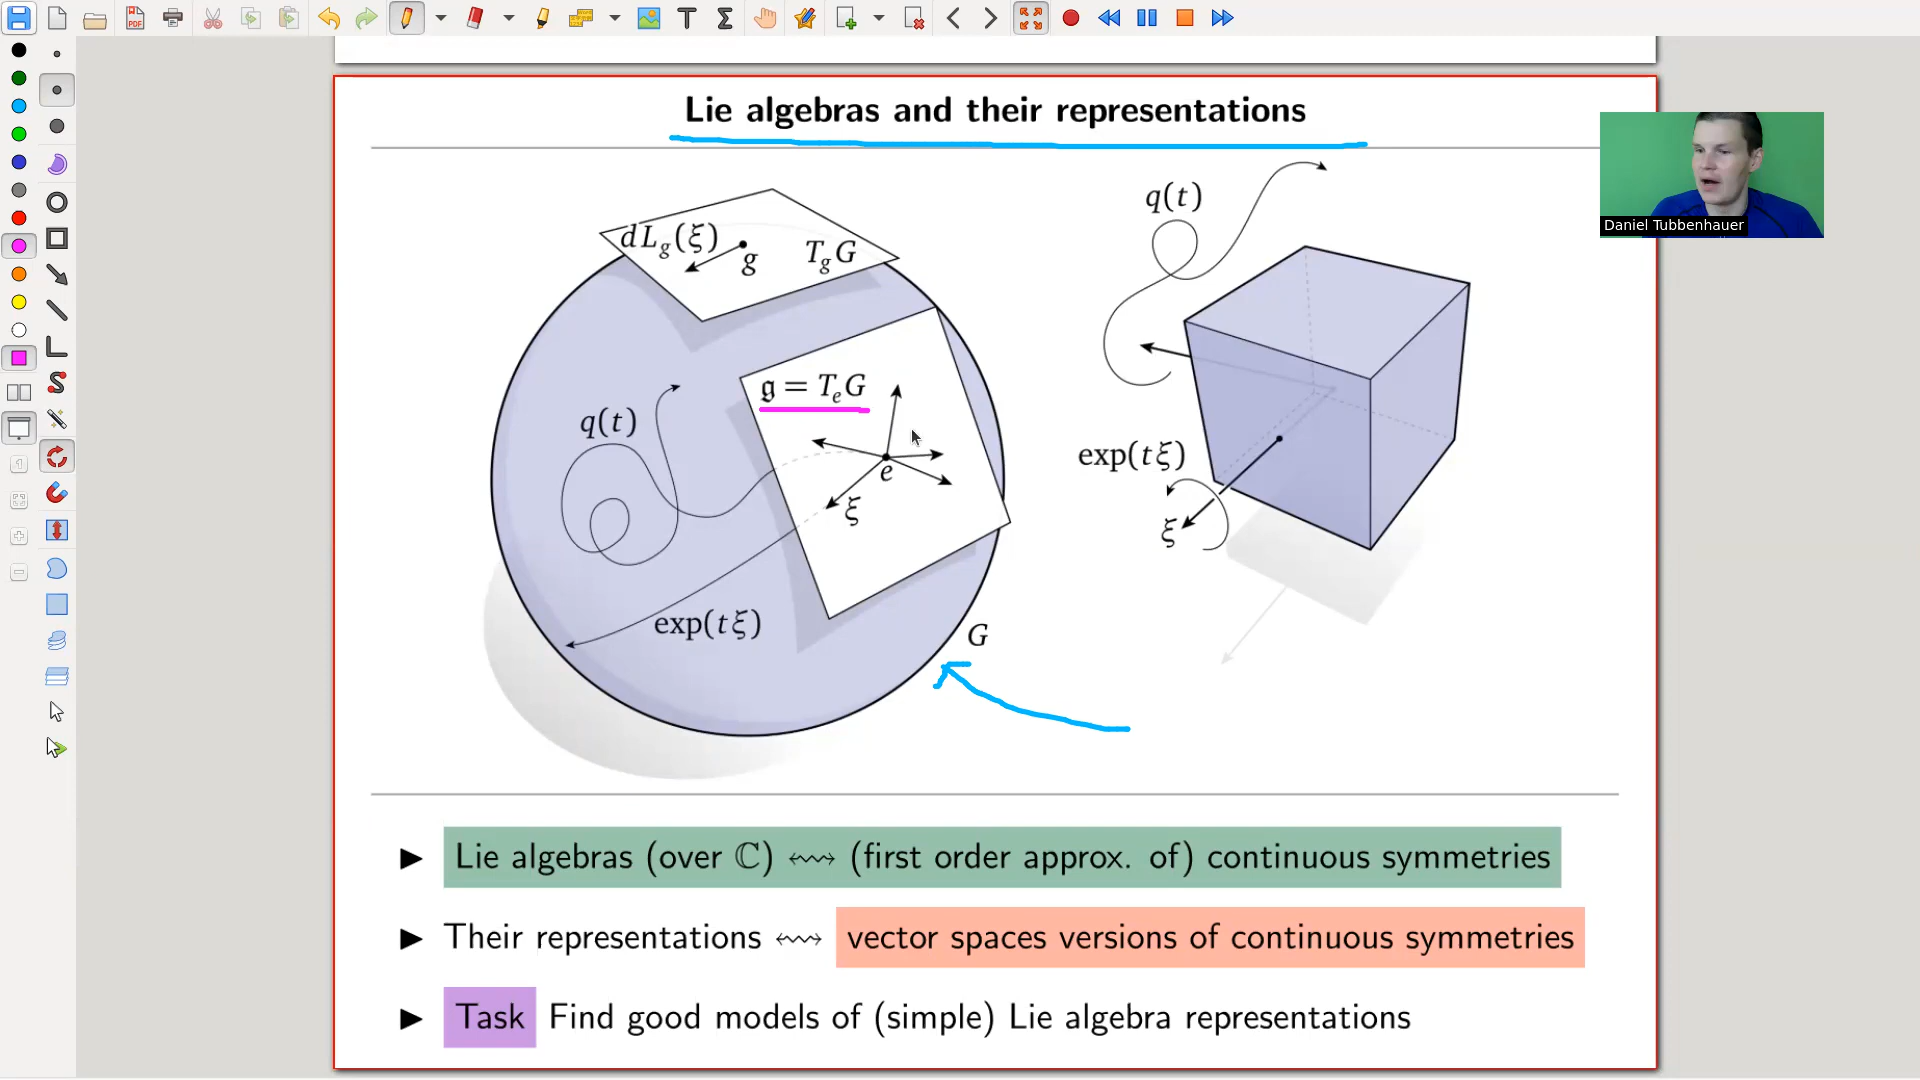 Lie algebras and their representations
dL_g(ξ)
g
T_gG
q(t)
𝔤 = T_eG
e
ξ
q(t)
exp(tξ)
G
exp(tξ)
ξ
Daniel Tubbenhauer
▶ Lie algebras (over ℂ) ↭ (first order approx. of) continuous symmetries
▶ Their representations ↭ vector spaces versions of continuous symmetries
▶ Task Find good models of (simple) Lie algebra representations